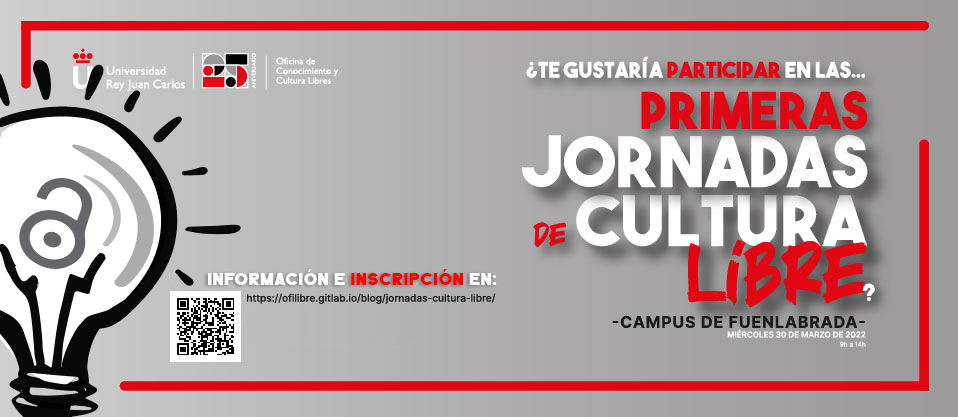 Universidad
Rey Juan Carlos
25
ANIVERSARIO
Oficina de
Conocimiento y
Cultura Libres
¿TE GUSTARÍA PARTICIPAR EN LAS...
PRIMERAS
JORNADAS
DE CULTURA
LIBRE?
-CAMPUS DE FUENLABRADA-
MIÉRCOLES 30 DE MARZO DE 2022
9h a 14h
INFORMACIÓN E INSCRIPCIÓN EN:
https://ofilibre.gitlab.io/blog/jornadas-cultura-libre/